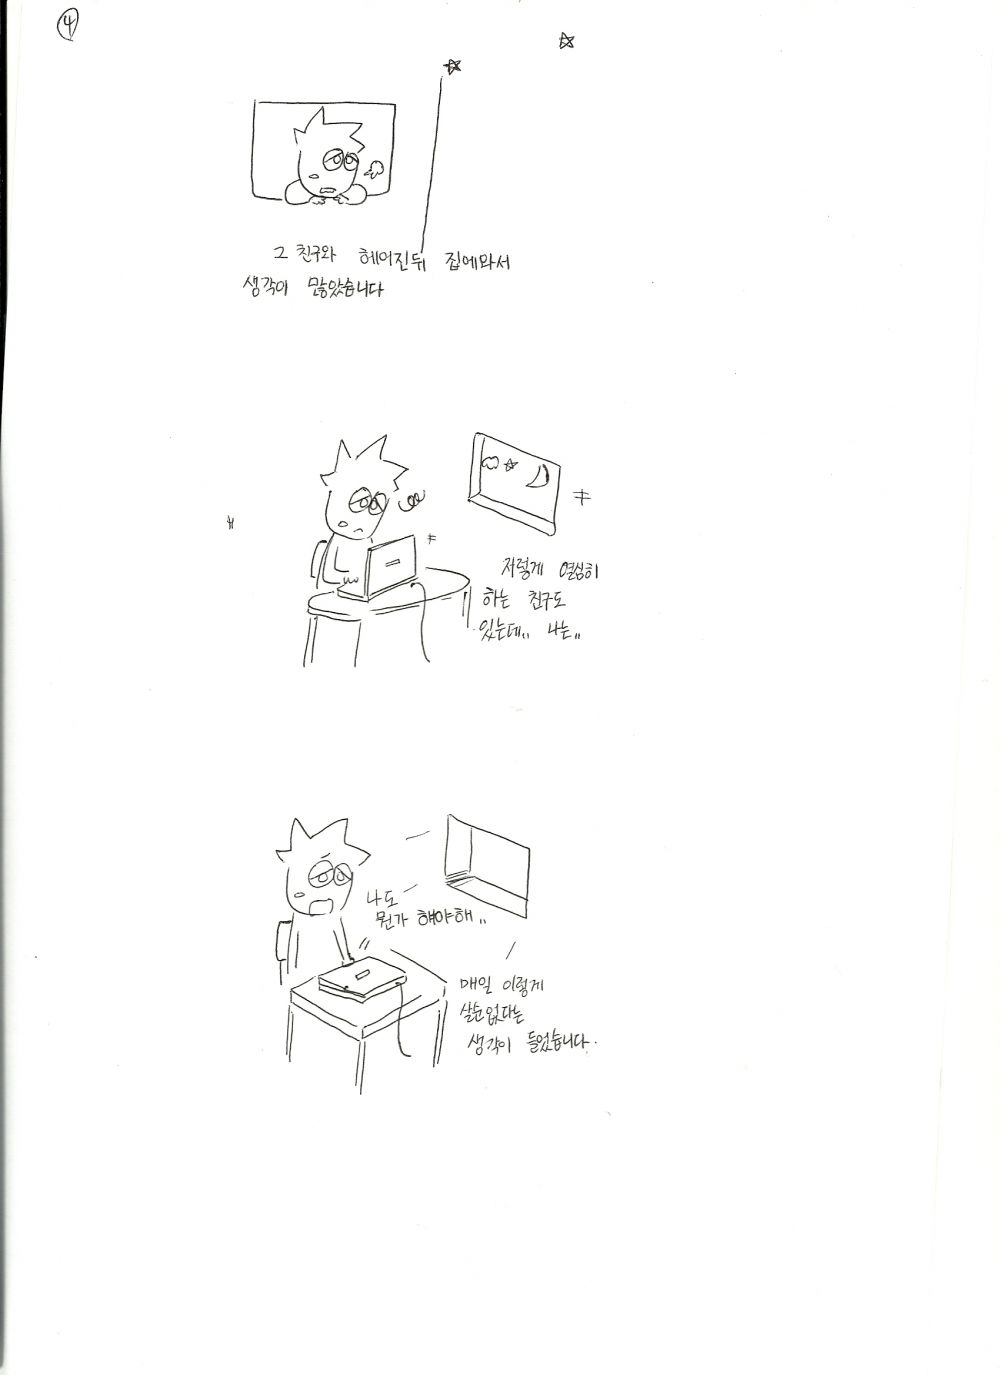 ④
그 친구와 헤어진뒤 집에와서
생각이 많았습니다
저렇게 열심히
하는 친구도
있는데.. 나는..
나도
뭔가 해야해..
매일 이렇게
살순없다는
생각이 들었습니다.